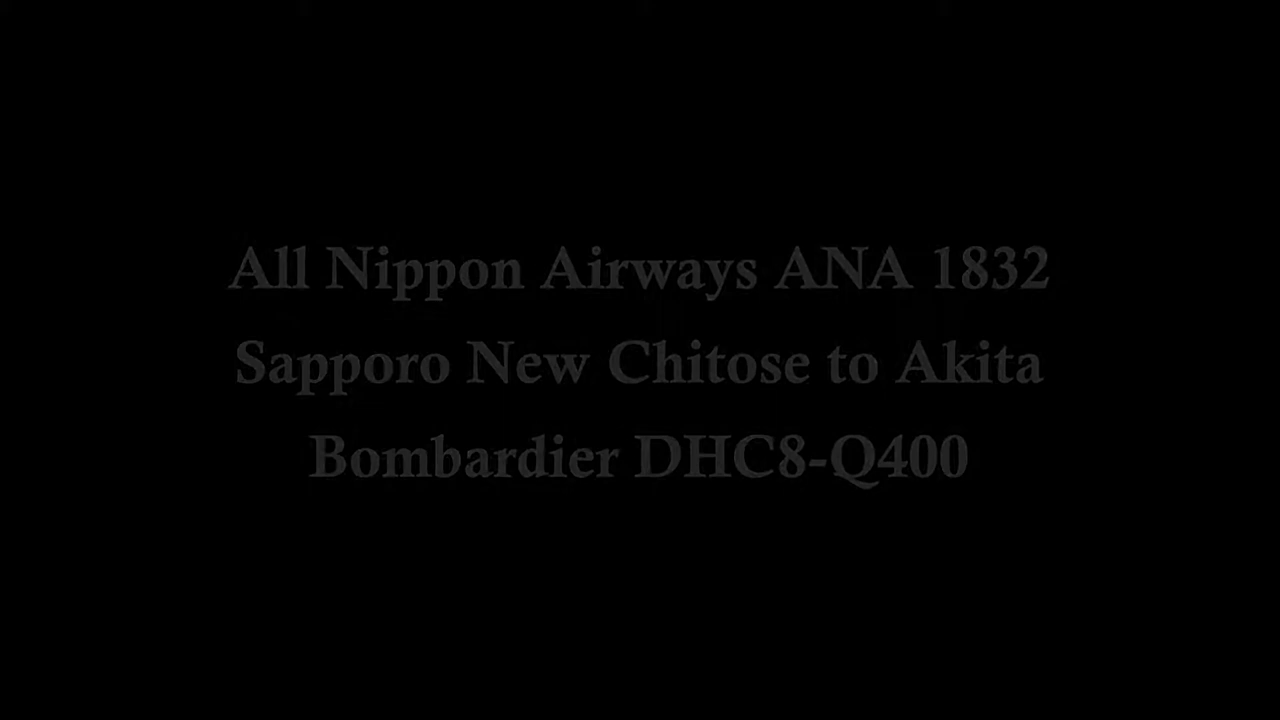 All Nippon Airways ANA 1832
Sapporo New Chitose to Akita
Bombardier DHC8-Q400